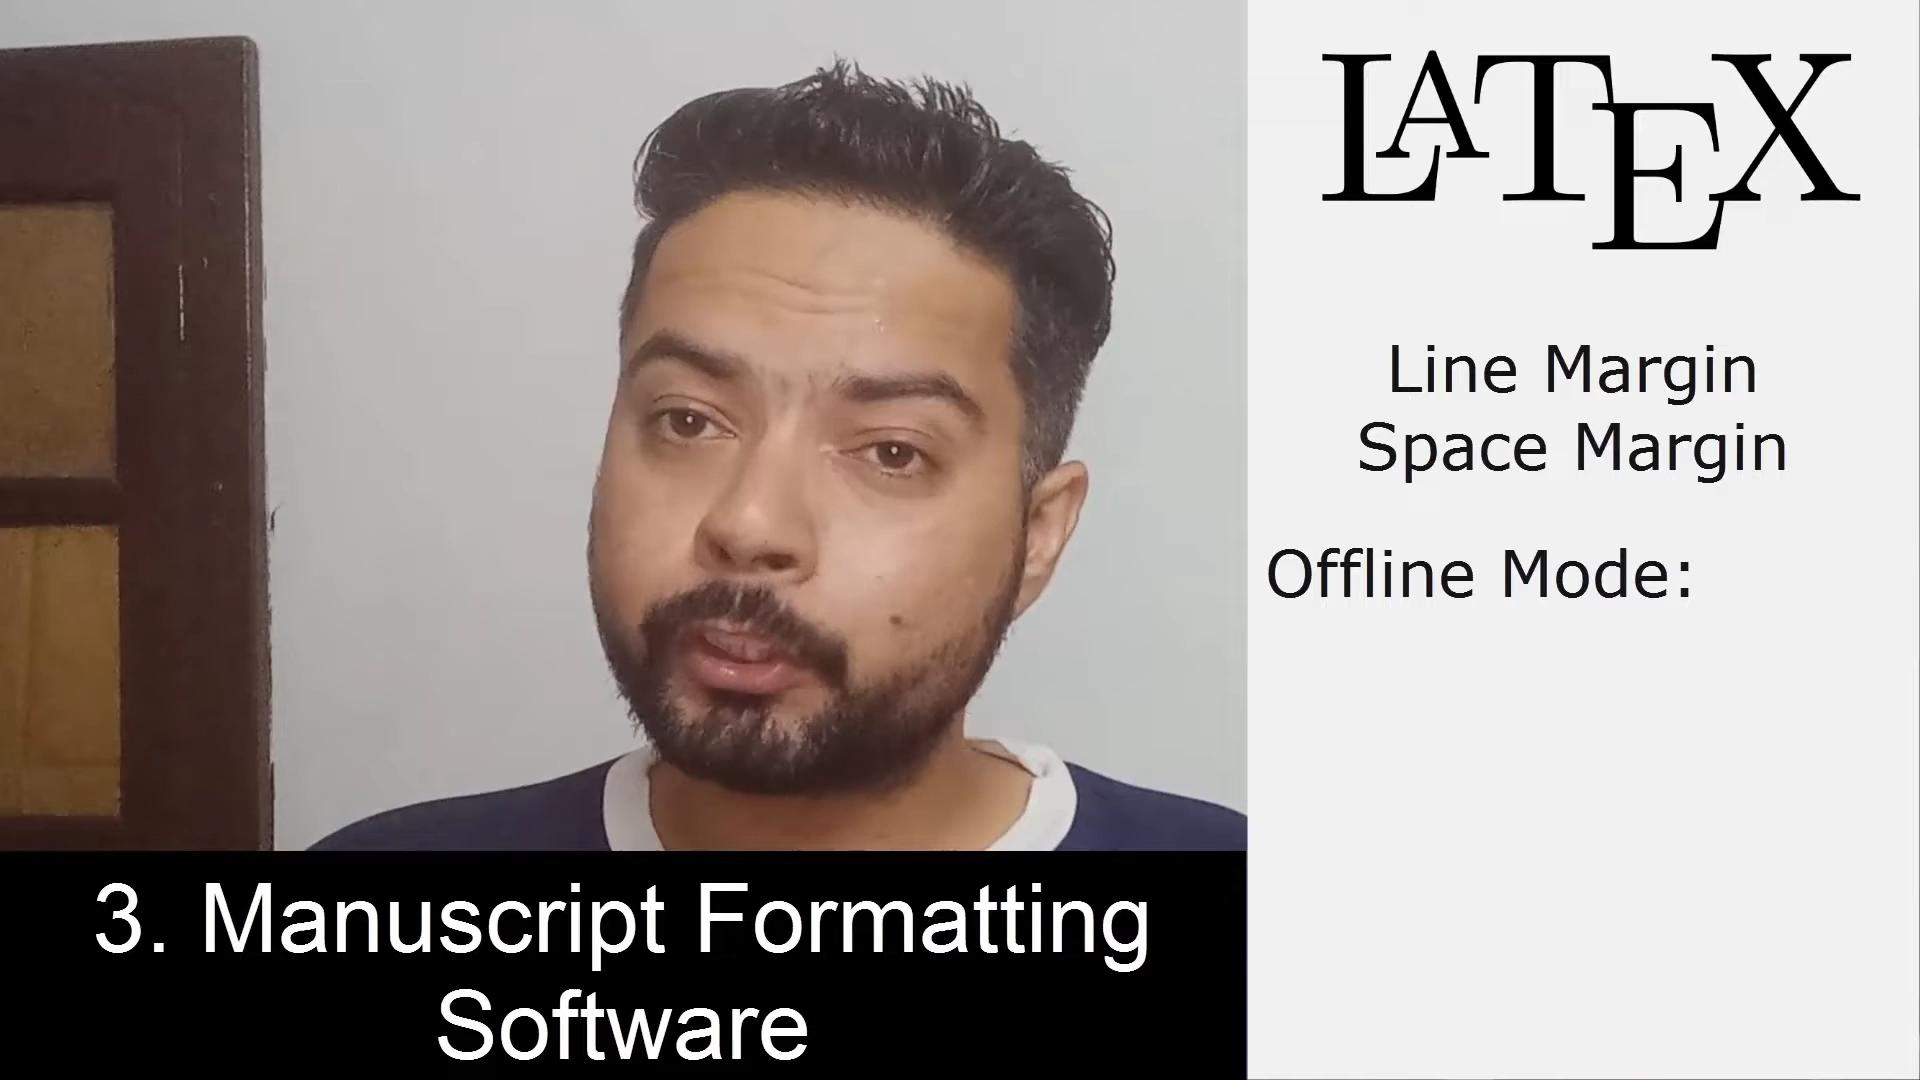 LATEX
Line Margin
Space Margin
Offline Mode:
3. Manuscript Formatting
Software